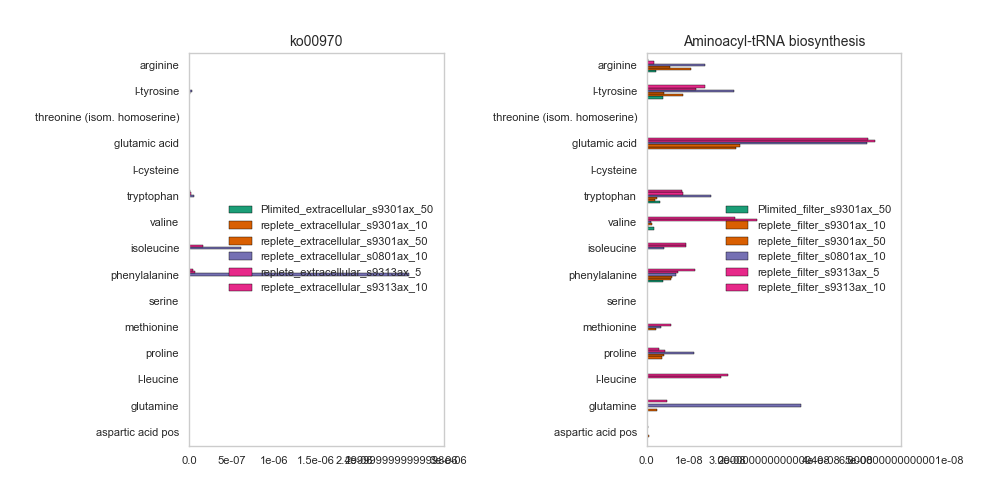 ko00970
arginine
l-tyrosine
threonine (isom. homoserine)
glutamic acid
l-cysteine
tryptophan
valine
isoleucine
phenylalanine
serine
methionine
proline
l-leucine
glutamine
aspartic acid pos
Plimited_extracellular_s9301ax_50
replete_extracellular_s9301ax_10
replete_extracellular_s9301ax_50
replete_extracellular_s0801ax_10
replete_extracellular_s9313ax_5
replete_extracellular_s9313ax_10
0.0 5e-07 1e-06 1.5e-06
Aminoacyl-tRNA biosynthesis
arginine
l-tyrosine
threonine (isom. homoserine)
glutamic acid
l-cysteine
tryptophan
valine
isoleucine
phenylalanine
serine
methionine
proline
l-leucine
glutamine
aspartic acid pos
Plimited_filter_s9301ax_50
replete_filter_s9301ax_10
replete_filter_s9301ax_50
replete_filter_s0801ax_10
replete_filter_s9313ax_5
replete_filter_s9313ax_10
0.0 1e-08